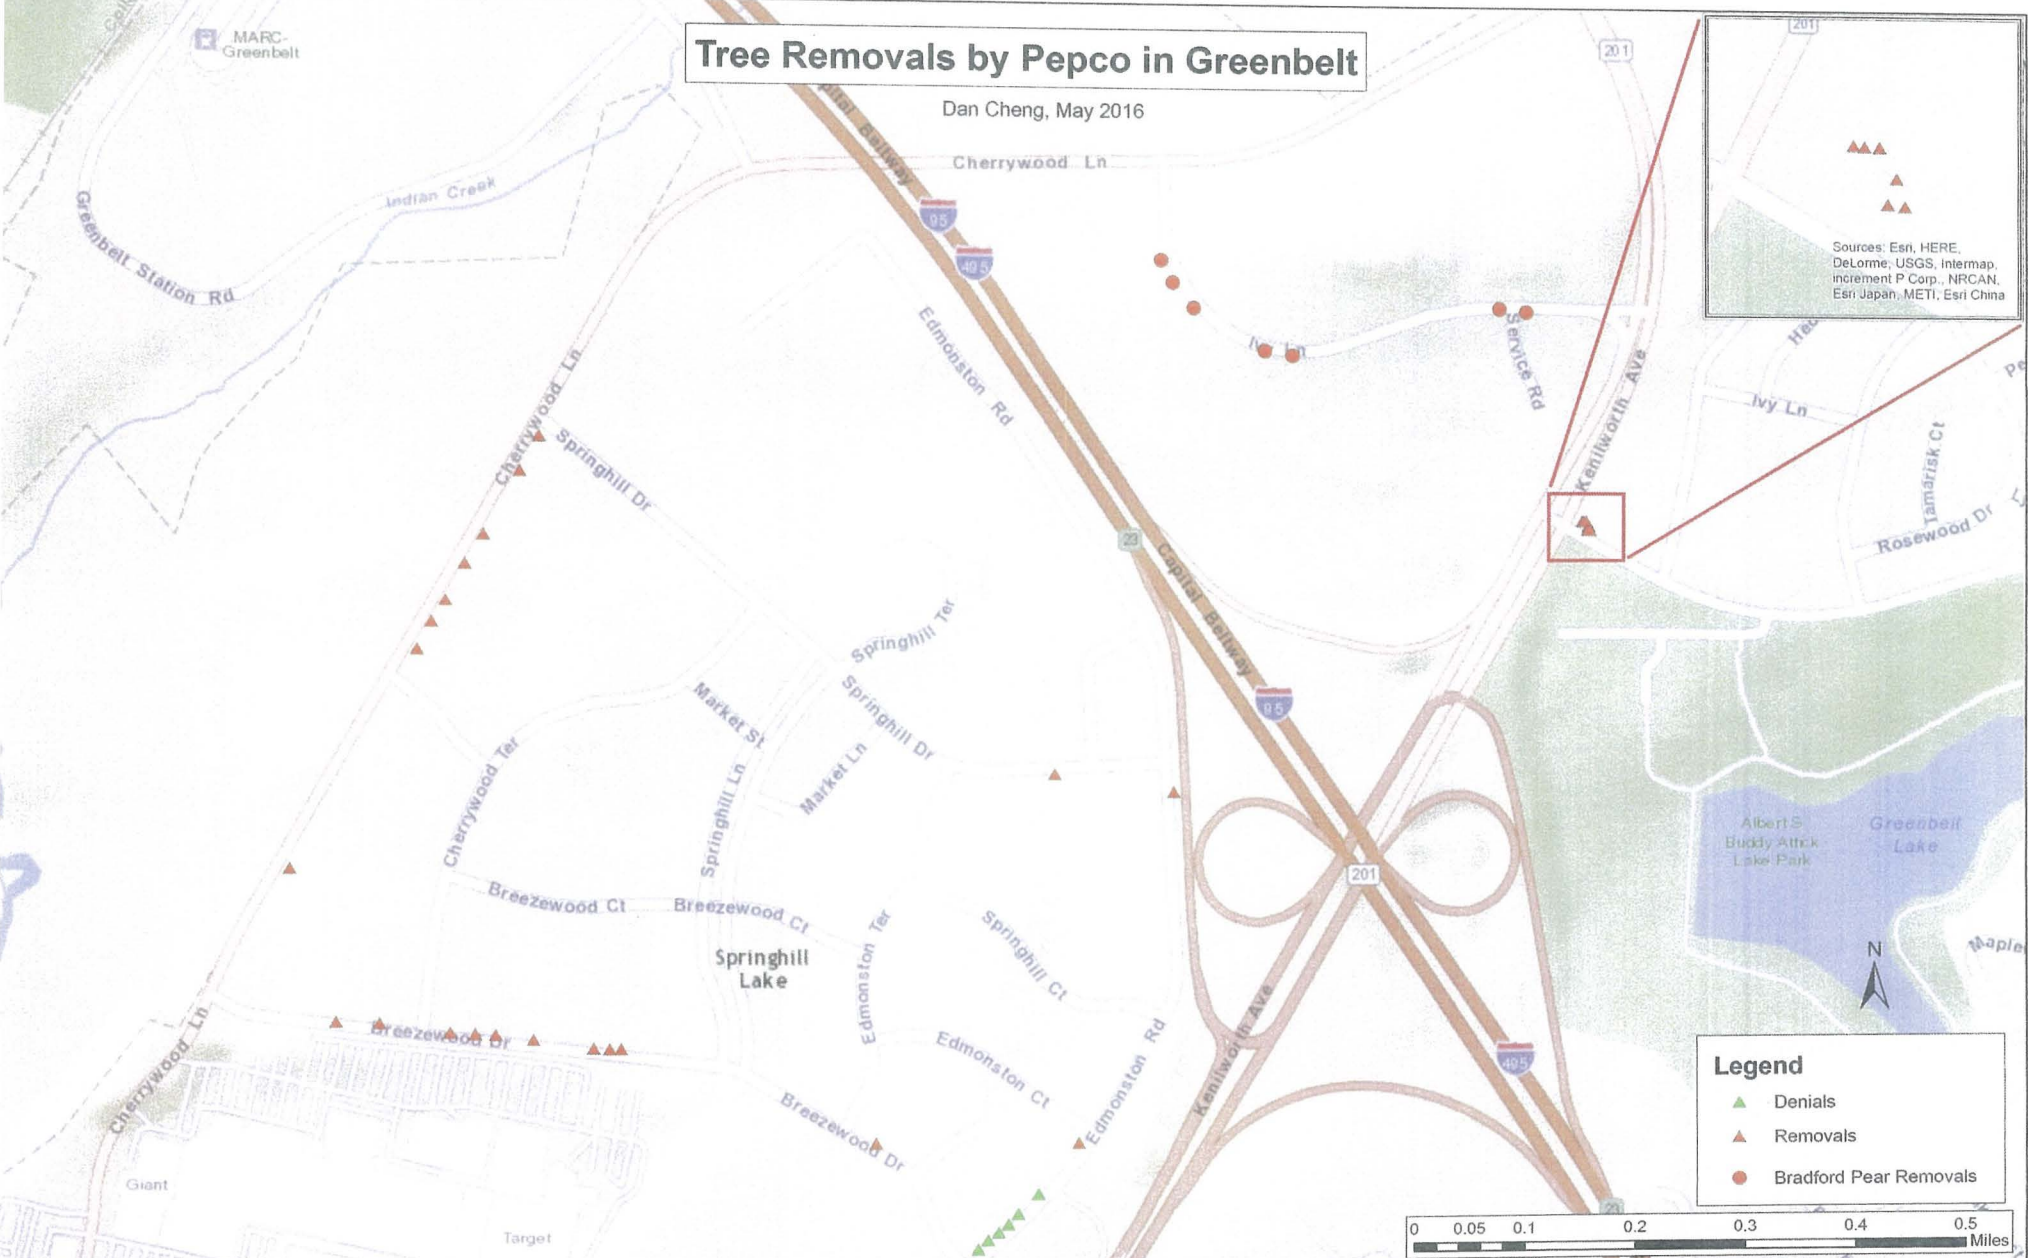 Tree Removals by Pepco in Greenbelt
Dan Cheng, May 2016
MARC-
Greenbelt
201
201
Capital Beltway
Cherrywood Ln
Indian Creek
95
495
Greenbelt Station Rd
Sources: Esri, HERE,
DeLorme, USGS, Intermap,
increment P Corp., NRCAN,
Esri Japan, METI, Esri China
Edmonston Rd
Ivy Ln
Service Rd
Kenilworth Ave
Ivy Ln
Cherrywood Ln
Springhill Dr
Tamarisk Ct
Rosewood Dr
23
Capital Beltway
Springhill Ter
Springhill Dr
Market St
Market Ln
95
Cherrywood Ter
Springhill Ln
Albert S
Buddy Attick
Lake Park
Greenbelt
Lake
201
Breezewood Ct
Breezewood Ct
Edmonston Ter
Springhill Ct
Springhill
Lake
Maple
N
Kenilworth Ave
Cherrywood Ln
Breezewood Dr
Edmonston Ct
Edmonston Rd
495
Breezewood Dr
Legend
Denials
Removals
Bradford Pear Removals
Giant
Target
23
0 0.05 0.1 0.2 0.3 0.4 0.5
Miles